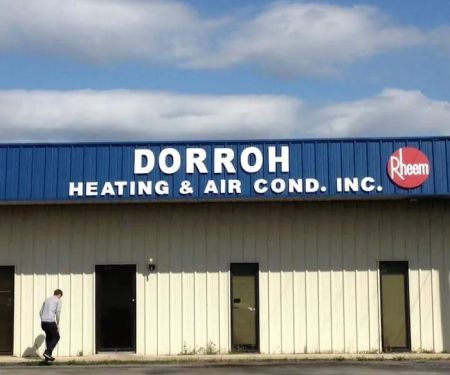 DORROH
HEATING & AIR COND. INC.
Rheem